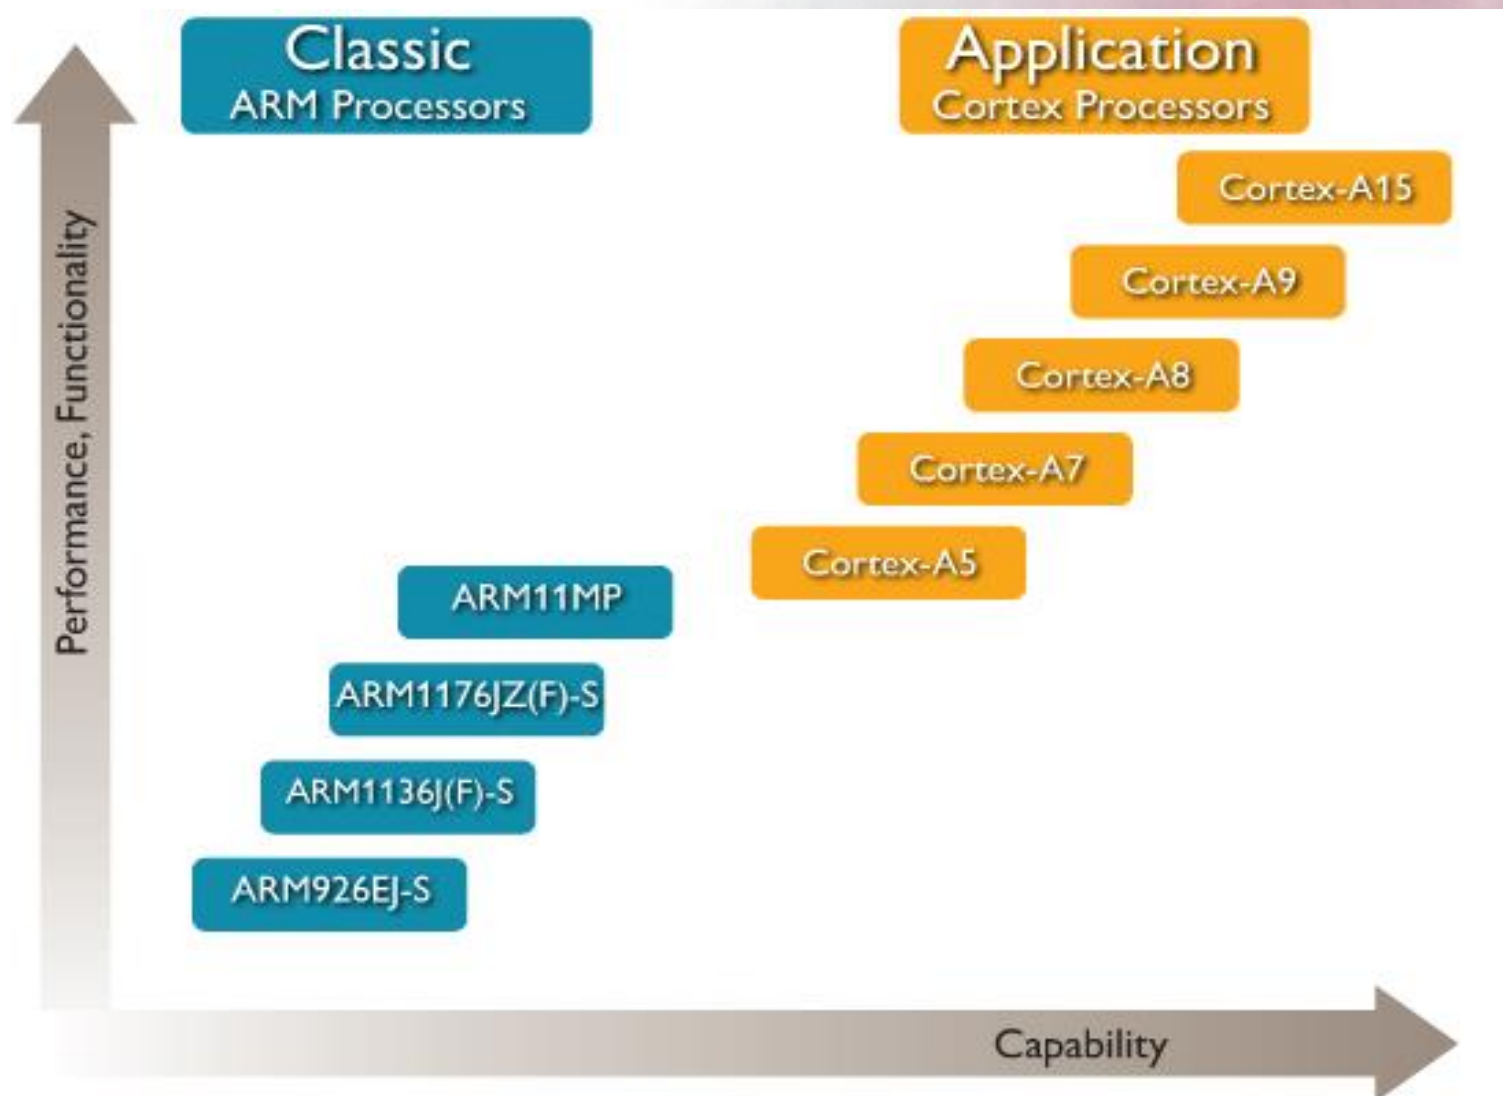 Classic
ARM Processors
Application
Cortex Processors
Cortex-A15
Cortex-A9
Cortex-A8
Cortex-A7
Cortex-A5
ARM11MP
ARM1176JZ(F)-S
ARM1136J(F)-S
ARM926EJ-S
Performance, Functionality
Capability